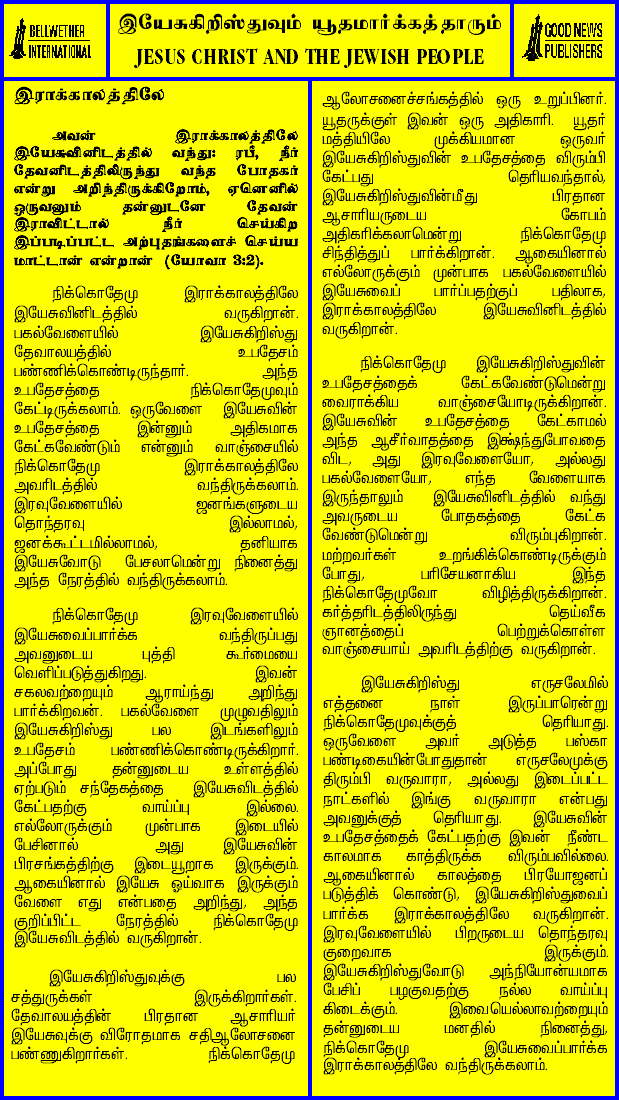 BELLWETHER
INTERNATIONAL
இயேசுகிறிஸ்துவும் யூதமார்க்கத்தாரும்
JESUS CHRIST AND THE JEWISH PEOPLE
GOOD NEWS
PUBLISHERS
இராக்காலத்திலே
அவன் இராக்காலத்திலே
இயேசுவினிடத்தில் வந்து: ரபீ, நீர்
தேவனிடத்திலிருந்து வந்த போதகர்
என்று அறிந்திருக்கிறோம், ஏனெனில்
ஒருவனும் தன்னுடனே தேவன்
இராவிட்டால் நீர் செய்கிற
இப்படிப்பட்ட அற்புதங்களைச் செய்ய
மாட்டான் என்றான் (யோவா 3:2).
நிக்கொதேமு இராக்காலத்திலே
இயேசுவினிடத்தில் வருகிறான்.
பகல்வேளையில் இயேசுகிறிஸ்து
தேவாலயத்தில் உபதேசம்
பண்ணிக்கொண்டிருந்தார். அந்த
உபதேசத்தை நிக்கொதேமுவும்
கேட்டிருக்கலாம். ஒருவேளை இயேசுவின்
உபதேசத்தை இன்னும் அதிகமாக
கேட்கவேண்டும் என்னும் வாஞ்சையில்
நிக்கொதேமு இராக்காலத்திலே
அவரிடத்தில் வந்திருக்கலாம்.
இரவுவேளையில் ஜனங்களுடைய
தொந்தரவு இல்லாமல்,
ஜனக்கூட்டமில்லாமல், தனியாக
இயேசுவோடு பேசலாமென்று நினைத்து
அந்த நேரத்தில் வந்திருக்கலாம்.
நிக்கொதேமு இரவுவேளையில்
இயேசுவைப்பார்க்க வந்திருப்பது
அவனுடைய புத்தி கூர்மையை
வெளிப்படுத்துகிறது. இவன்
சகலவற்றையும் ஆராய்ந்து அறிந்து
பார்க்கிறவன். பகல்வேளை முழுவதிலும்
இயேசுகிறிஸ்து பல இடங்களிலும்
உபதேசம் பண்ணிக்கொண்டிருக்கிறார்.
அப்போது தன்னுடைய உள்ளத்தில்
ஏற்படும் சந்தேகத்தை இயேசுவிடத்தில்
கேட்பதற்கு வாய்ப்பு இல்லை.
எல்லோருக்கும் முன்பாக இடையில்
பேசினால் அது இயேசுவின்
பிரசங்கத்திற்கு இடையூறாக இருக்கும்.
ஆகையினால் இயேசு ஓய்வாக இருக்கும்
வேளை எது என்பதை அறிந்து, அந்த
குறிப்பிட்ட நேரத்தில் நிக்கொதேமு
இயேசுவிடத்தில் வருகிறான்.
இயேசுகிறிஸ்துவுக்கு பல
சத்துருக்கள் இருக்கிறார்கள்.
தேவாலயத்தின் பிரதான ஆசாரியர்
இயேசுவுக்கு விரோதமாக சதிஆலோசனை
பண்ணுகிறார்கள். நிக்கொதேமு
ஆலோசனைச்சங்கத்தில் ஒரு உறுப்பினர்.
யூதருக்குள் இவன் ஒரு அதிகாரி. யூதர்
மத்தியிலே முக்கியமான ஒருவர்
இயேசுகிறிஸ்துவின் உபதேசத்தை விரும்பி
கேட்பது தெரியவந்தால்,
இயேசுகிறிஸ்துவின்மீது பிரதான
ஆசாரியருடைய கோபம்
அதிகரிக்கலாமென்று நிக்கொதேமு
சிந்தித்துப் பார்க்கிறான். ஆகையினால்
எல்லோருக்கும் முன்பாக பகல்வேளையில்
இயேசுவைப் பார்ப்பதற்குப் பதிலாக,
இராக்காலத்திலே இயேசுவினிடத்தில்
வருகிறான்.
நிக்கொதேமு இயேசுகிறிஸ்துவின்
உபதேசத்தைக் கேட்கவேண்டுமென்று
வைராக்கிய வாஞ்சையோடிருக்கிறான்.
இயேசுவின் உபதேசத்தை கேட்காமல்
அந்த ஆசீர்வாதத்தை இக்ஷந்துபோவதை
விட, அது இரவுவேளையோ, அல்லது
பகல்வேளையோ, எந்த வேளையாக
இருந்தாலும் இயேசுவினிடத்தில் வந்து
அவருடைய போதகத்தை கேட்க
வேண்டுமென்று விரும்புகிறான்.
மற்றவர்கள் உறங்கிக்கொண்டிருக்கும்
போது, பரிசேயனாகிய இந்த
நிக்கொதேமுவோ விழித்திருக்கிறான்.
கர்த்தரிடத்திலிருந்து தெய்வீக
ஞானத்தைப் பெற்றுக்கொள்ள
வாஞ்சையாய் அவரிடத்திற்கு வருகிறான்.
இயேசுகிறிஸ்து எருசலேமில்
எத்தனை நாள் இருப்பாரென்று
நிக்கொதேமுவுக்குத் தெரியாது.
ஒருவேளை அவர் அடுத்த பஸ்கா
பண்டிகையின்போதுதான் எருசலேமுக்கு
திரும்பி வருவாரா, அல்லது இடைப்பட்ட
நாட்களில் இங்கு வருவாரா என்பது
அவனுக்குத் தெரியாது. இயேசுவின்
உபதேசத்தைக் கேட்பதற்கு இவன் நீண்ட
காலமாக காத்திருக்க விரும்பவில்லை.
ஆகையினால் காலத்தை பிரயோஜனப்
படுத்திக் கொண்டு, இயேசுகிறிஸ்துவைப்
பார்க்க இராக்காலத்திலே வருகிறான்.
இரவுவேளையில் பிறருடைய தொந்தரவு
குறைவாக இருக்கும்.
இயேசுகிறிஸ்துவோடு அந்நியோன்யமாக
பேசிப் பழகுவதற்கு நல்ல வாய்ப்பு
கிடைக்கும். இவையெல்லாவற்றையும்
தன்னுடைய மனதில் நினைத்து,
நிக்கொதேமு இயேசுவைப்பார்க்க
இராக்காலத்திலே வந்திருக்கலாம்.